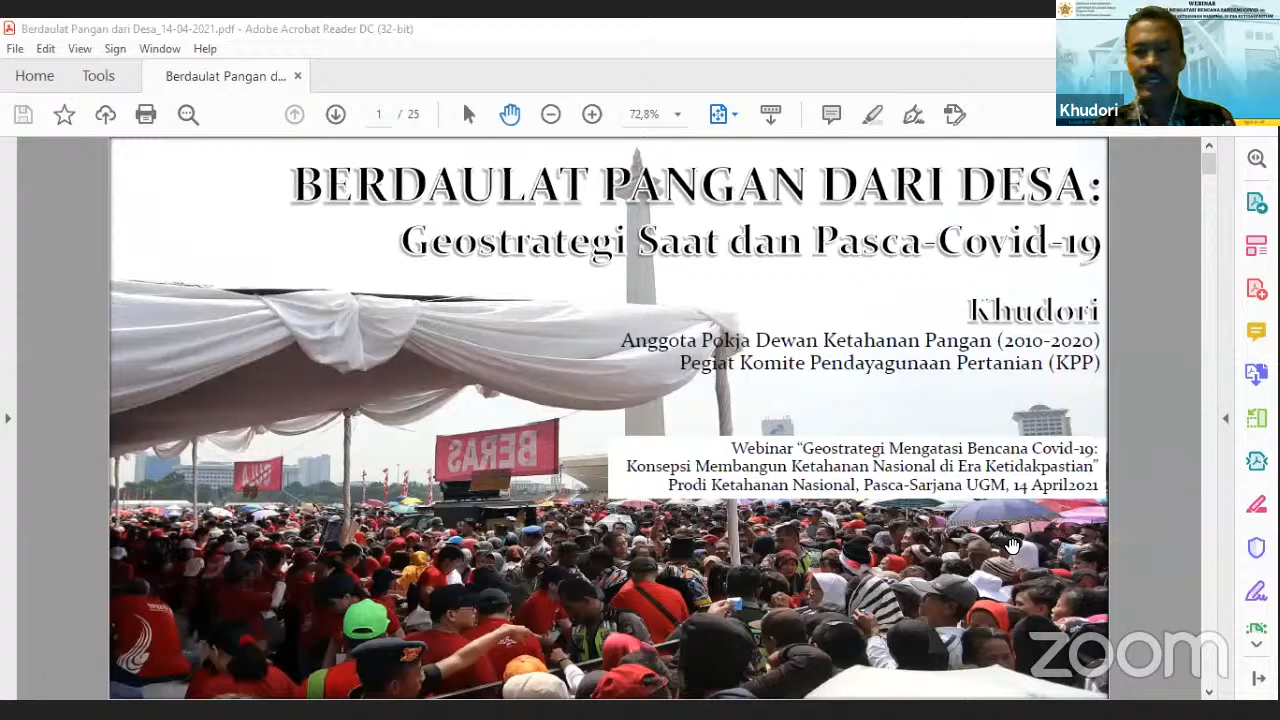 Berdaulat Pangan dari Desa_14-04-2021.pdf - Adobe Acrobat Reader DC (32-bit)
File Edit View Sign Window Help
Home Tools Berdaulat Pangan d... ×
1 / 25 72,8%
WEBINAR
Khudori
BERDAULAT PANGAN DARI DESA:
Geostrategi Saat dan Pasca-Covid-19
Khudori
Anggota Pokja Dewan Ketahanan Pangan (2010-2020)
Pegiat Komite Pendayagunaan Pertanian (KPP)
Webinar “Geostrategi Mengatasi Bencana Covid-19:
Konsepsi Membangun Ketahanan Nasional di Era Ketidakpastian”
Prodi Ketahanan Nasional, Pasca-Sarjana UGM, 14 April2021
BERAS
GULA
zoom